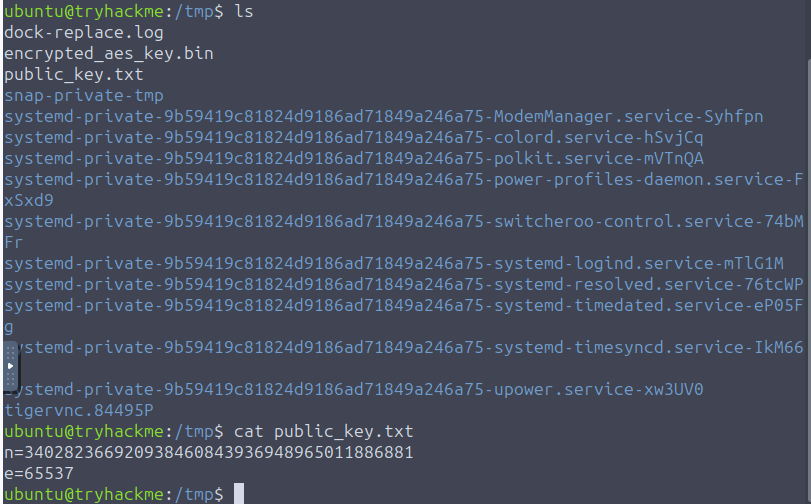 ubuntu@tryhackme:/tmp$ ls
dock-replace.log
encrypted_aes_key.bin
public_key.txt
snap-private-tmp
systemd-private-9b59419c81824d9186ad71849a246a75-ModemManager.service-Syhfpn
systemd-private-9b59419c81824d9186ad71849a246a75-colord.service-hSvjCq
systemd-private-9b59419c81824d9186ad71849a246a75-polkit.service-mVTnQA
systemd-private-9b59419c81824d9186ad71849a246a75-power-profiles-daemon.service-F
xSxd9
systemd-private-9b59419c81824d9186ad71849a246a75-switcheroo-control.service-74bM
Fr
systemd-private-9b59419c81824d9186ad71849a246a75-systemd-logind.service-mTlG1M
systemd-private-9b59419c81824d9186ad71849a246a75-systemd-resolved.service-76tcWP
systemd-private-9b59419c81824d9186ad71849a246a75-systemd-timedated.service-eP05F
g
ystemd-private-9b59419c81824d9186ad71849a246a75-systemd-timesyncd.service-IkM66
ystemd-private-9b59419c81824d9186ad71849a246a75-upower.service-xw3UV0
tigervnc.84495P
ubuntu@tryhackme:/tmp$ cat public_key.txt
n=340282366920938460843936948965011886881
e=65537
ubuntu@tryhackme:/tmp$